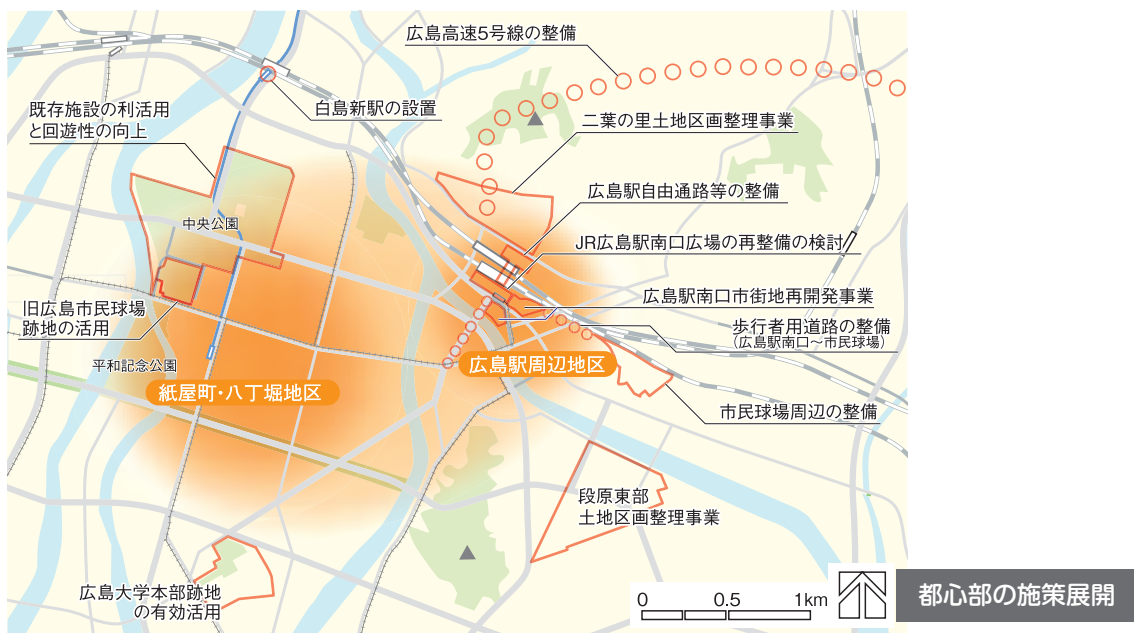 広島高速5号線の整備
既存施設の利活用
と回遊性の向上
白島新駅の設置
二葉の里土地区画整理事業
広島駅自由通路等の整備
中央公園
JR広島駅南口広場の再整備の検討
広島駅南口市街地再開発事業
旧広島市民球場
跡地の活用
歩行者用道路の整備
(広島駅南口〜市民球場)
平和記念公園
広島駅周辺地区
紙屋町・八丁堀地区
市民球場周辺の整備
段原東部
土地区画整理事業
広島大学本部跡地
の有効活用
0 0.5 1km
都心部の施策展開